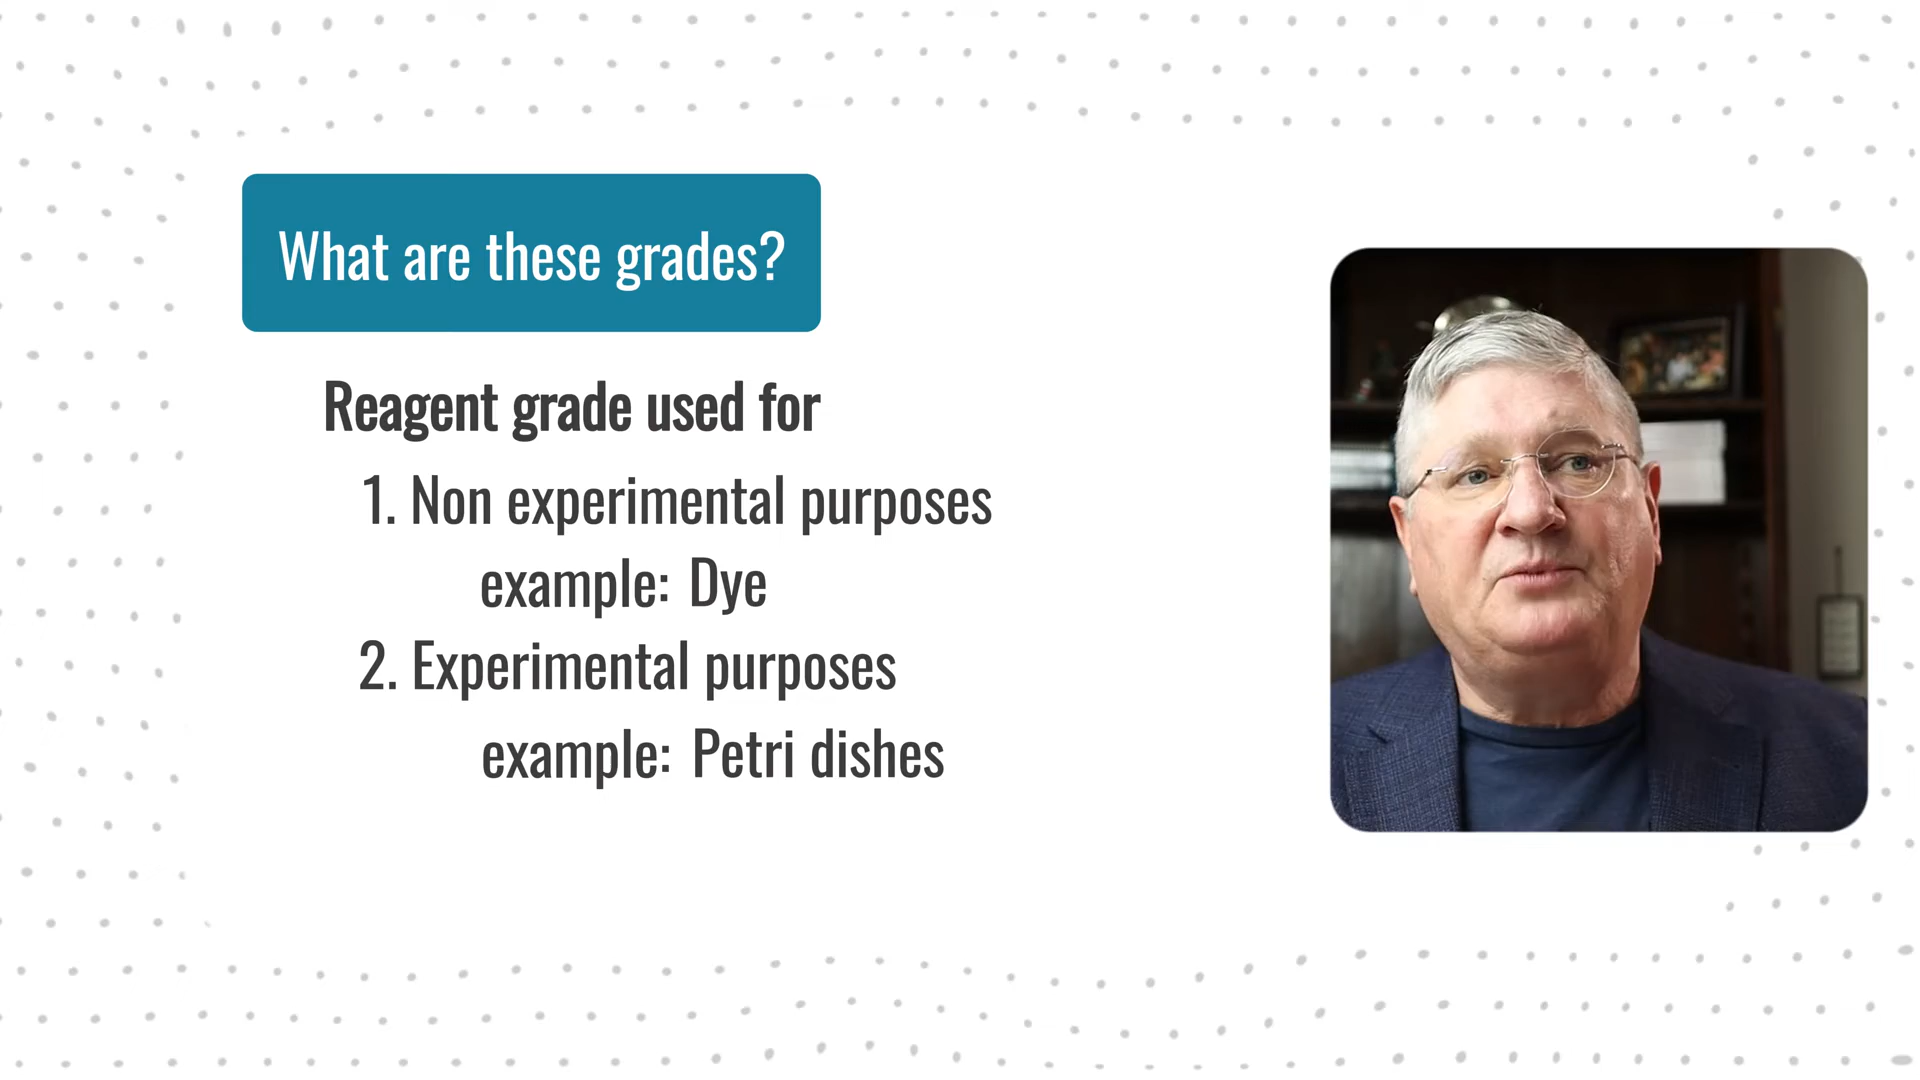 What are these grades?
Reagent grade used for
1. Non experimental purposes
example: Dye
2. Experimental purposes
example: Petri dishes